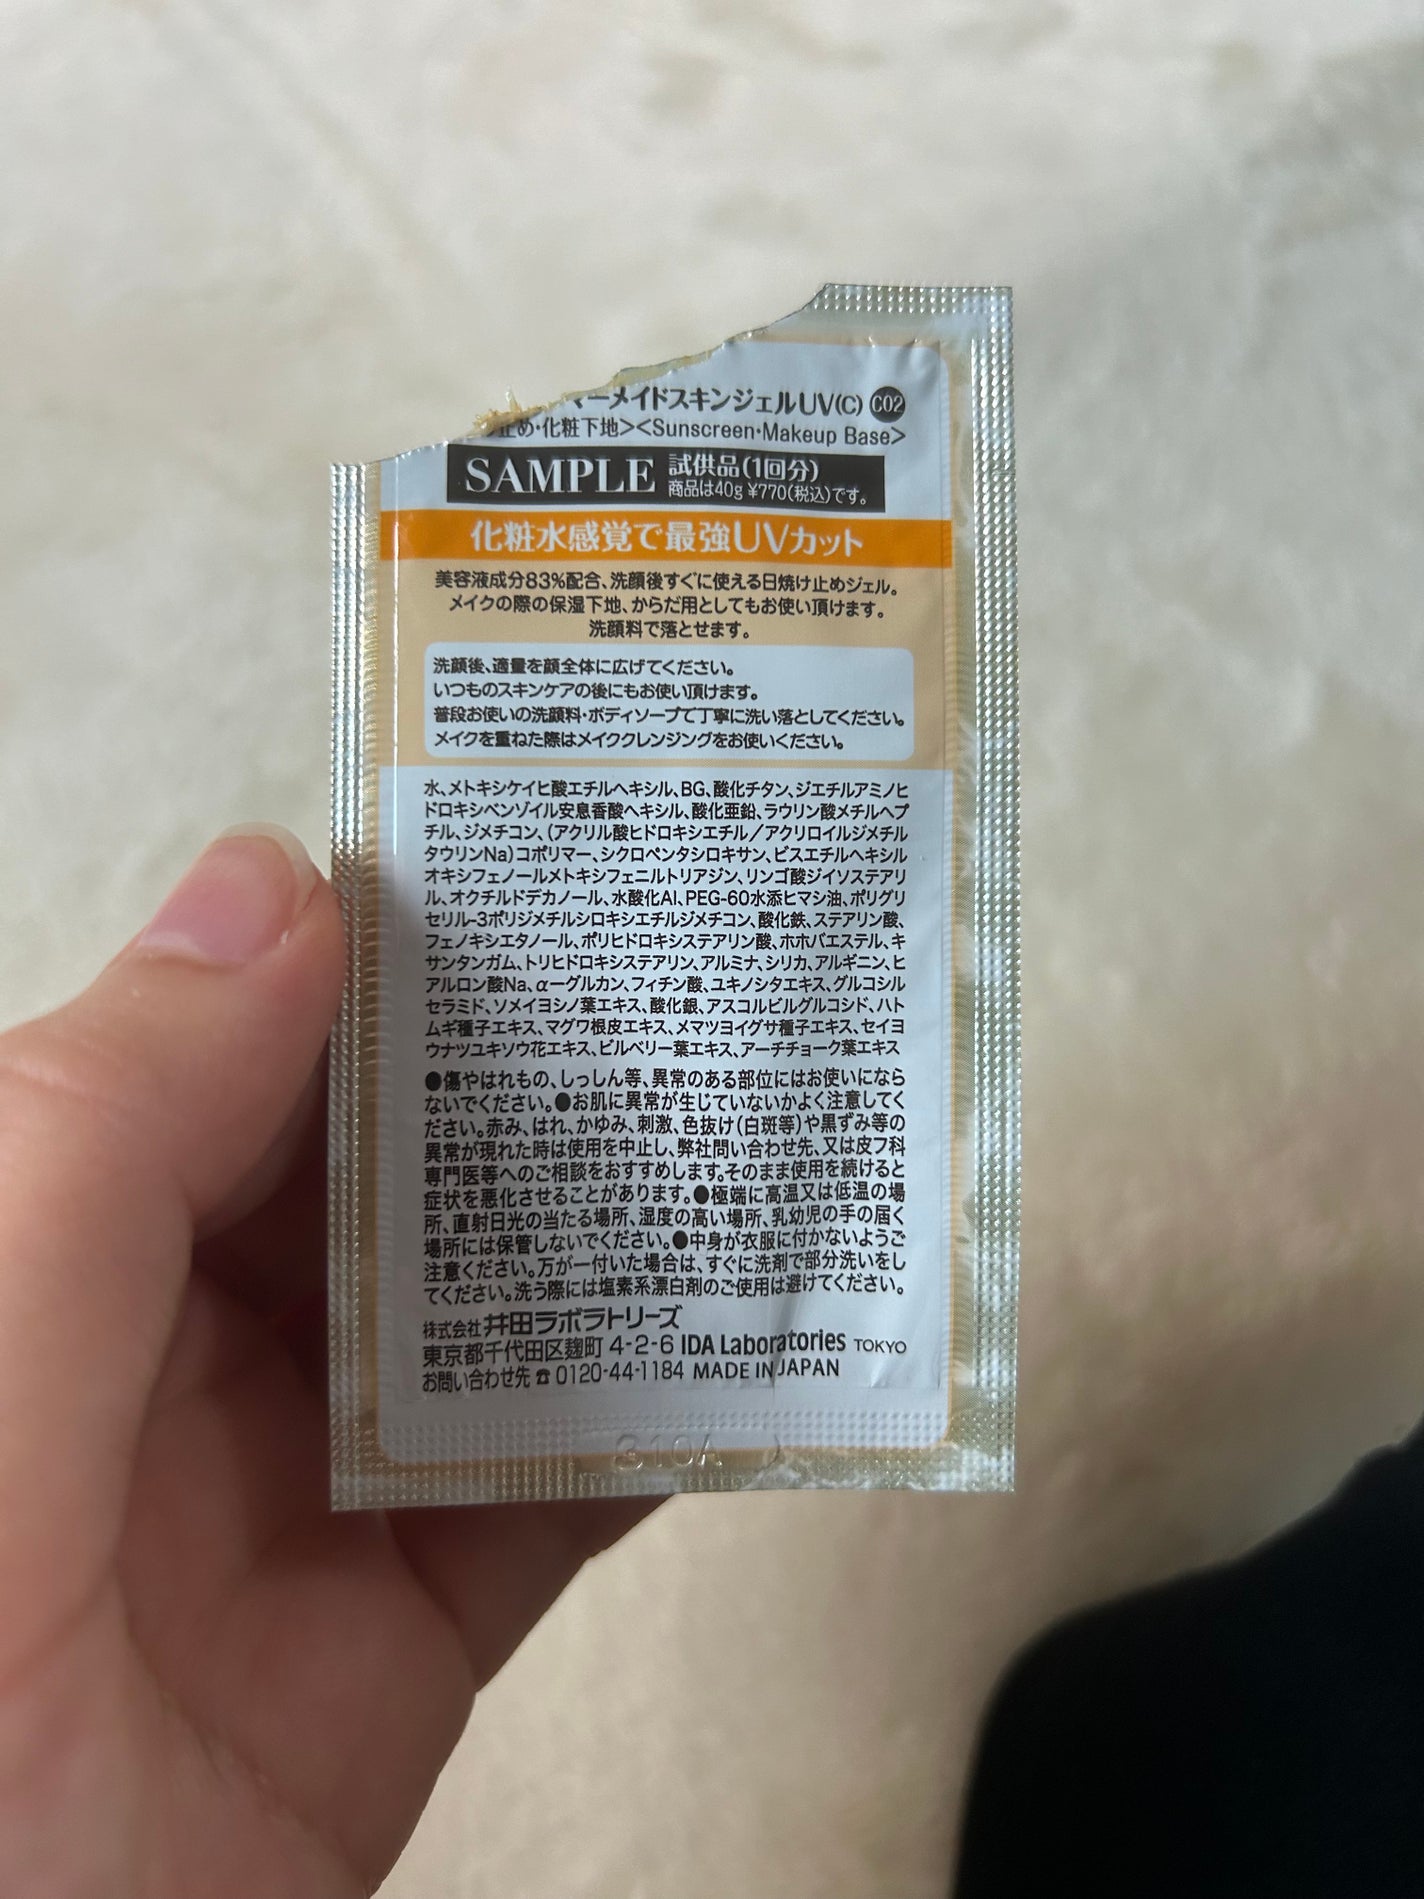 マーメイドスキンジェルUV(C) C02
止め・化粧下地><Sunscreen・Makeup Base>
SAMPLE 試供品(1回分)
商品は40g ¥770(税込)です。
化粧水感覚で最強UVカット
美容液成分83%配合、洗顔後すぐに使える日焼け止めジェル。
メイクの際の保湿下地、からだ用としてもお使い頂けます。
洗顔料で落とせます。
洗顔後、適量を顔全体に広げてください。
いつものスキンケアの後にもお使い頂けます。
普段お使いの洗顔料・ボディソープで丁寧に洗い落としてください。
メイクを重ねた際はメイククレンジングをお使いください。
水、メトキシケイヒ酸エチルヘキシル、BG、酸化チタン、ジエチルアミノヒ
ドロキシベンゾイル安息香酸ヘキシル、酸化亜鉛、ラウリン酸メチルヘプ
チル、ジメチコン、(アクリル酸ヒドロキシエチル/アクリロイルジメチル
タウリンNa)コポリマー、シクロペンタシロキサン、ビスエチルヘキシル
オキシフェノールメトキシフェニルトリアジン、リンゴ酸ジイソステアリ
ル、オクチルドデカノール、水酸化Al、PEG-60水添ヒマシ油、ポリグリ
セリル-3ポリジメチルシロキシエチルジメチコン、酸化鉄、ステアリン酸、
フェノキシエタノール、ポリヒドロキシステアリン酸、ホホバエステル、キ
サンタンガム、トリヒドロキシステアリン、アルミナ、シリカ、アルギニン、ヒ
アルロン酸Na、α-グルカン、フィチン酸、ユキノシタエキス、グルコシル
セラミド、ソメイヨシノ葉エキス、酸化銀、アスコルビルグルコシド、ハト
ムギ種子エキス、マグワ根皮エキス、メマツヨイグサ種子エキス、セイヨ
ウナツユキソウ花エキス、ビルベリー葉エキス、アーチチョーク葉エキス
●傷やはれもの、しっしん等、異常のある部位にはお使いになら
ないでください。●お肌に異常が生じていないかよく注意してく
ださい。赤み、はれ、かゆみ、刺激、色抜け(白斑等)や黒ずみ等の
異常が現れた時は使用を中止し、弊社問い合わせ先、又は皮フ科
専門医等へのご相談をおすすめします。そのまま使用を続けると
症状を悪化させることがあります。●極端に高温又は低温の場
所、直射日光の当たる場所、湿度の高い場所、乳幼児の手の届く
場所には保管しないでください。●中身が衣服に付かないようご
注意ください。万が一付いた場合は、すぐに洗剤で部分洗いをし
てください。洗う際には塩素系漂白剤のご使用は避けてください。
株式会社 井田ラボラトリーズ
東京都千代田区麹町 4-2-6 IDA Laboratories TOKYO
お問い合わせ先 ☎ 0120-44-1184 MADE IN JAPAN
310A